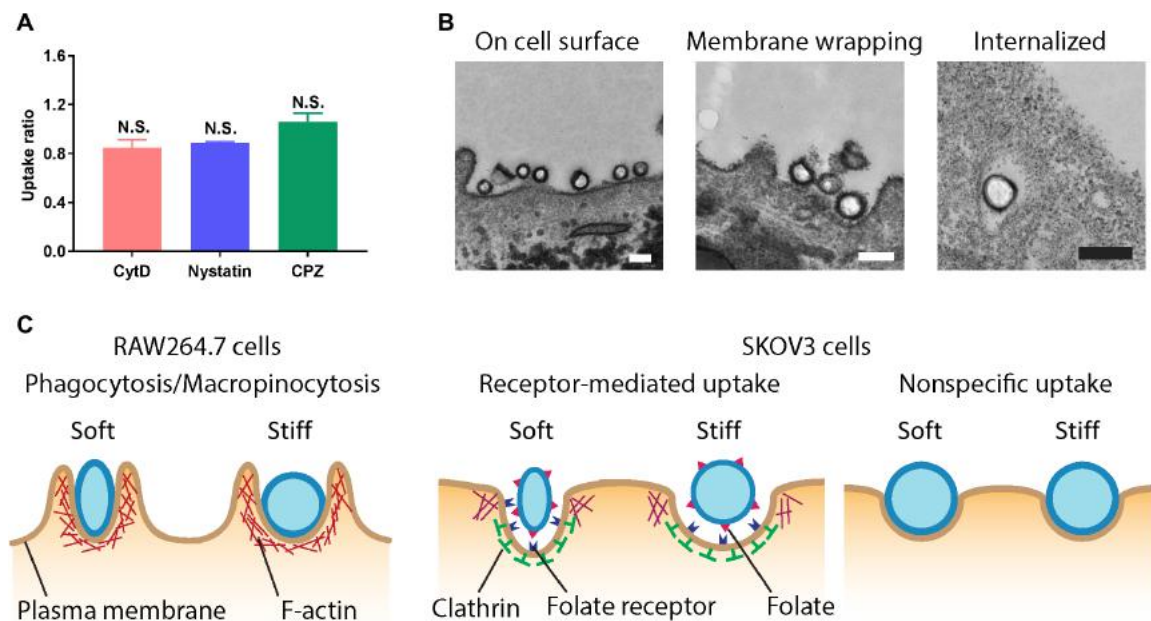 A
1.6
1.2
0.8
0.4
0.0
Uptake ratio
N.S.
N.S.
N.S.
CytD
Nystatin
CPZ
B
On cell surface
Membrane wrapping
Internalized
C
RAW264.7 cells
Phagocytosis/Macropinocytosis
Soft
Stiff
Plasma membrane
F-actin
SKOV3 cells
Receptor-mediated uptake
Soft
Stiff
Clathrin
Folate receptor
Folate
Nonspecific uptake
Soft
Stiff